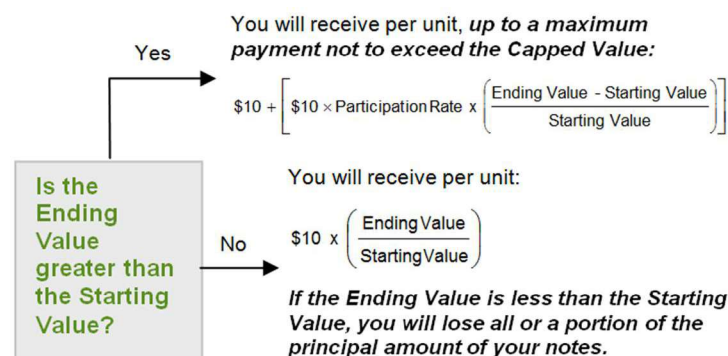 You will receive per unit, up to a maximum
payment not to exceed the Capped Value:
Yes
$10 + [ $10 × Participation Rate x ( Ending Value - Starting Value / Starting Value ) ]
Is the
Ending
Value
greater than
the Starting
Value?
No
You will receive per unit:
$10 x ( Ending Value / Starting Value )
If the Ending Value is less than the Starting
Value, you will lose all or a portion of the
principal amount of your notes.